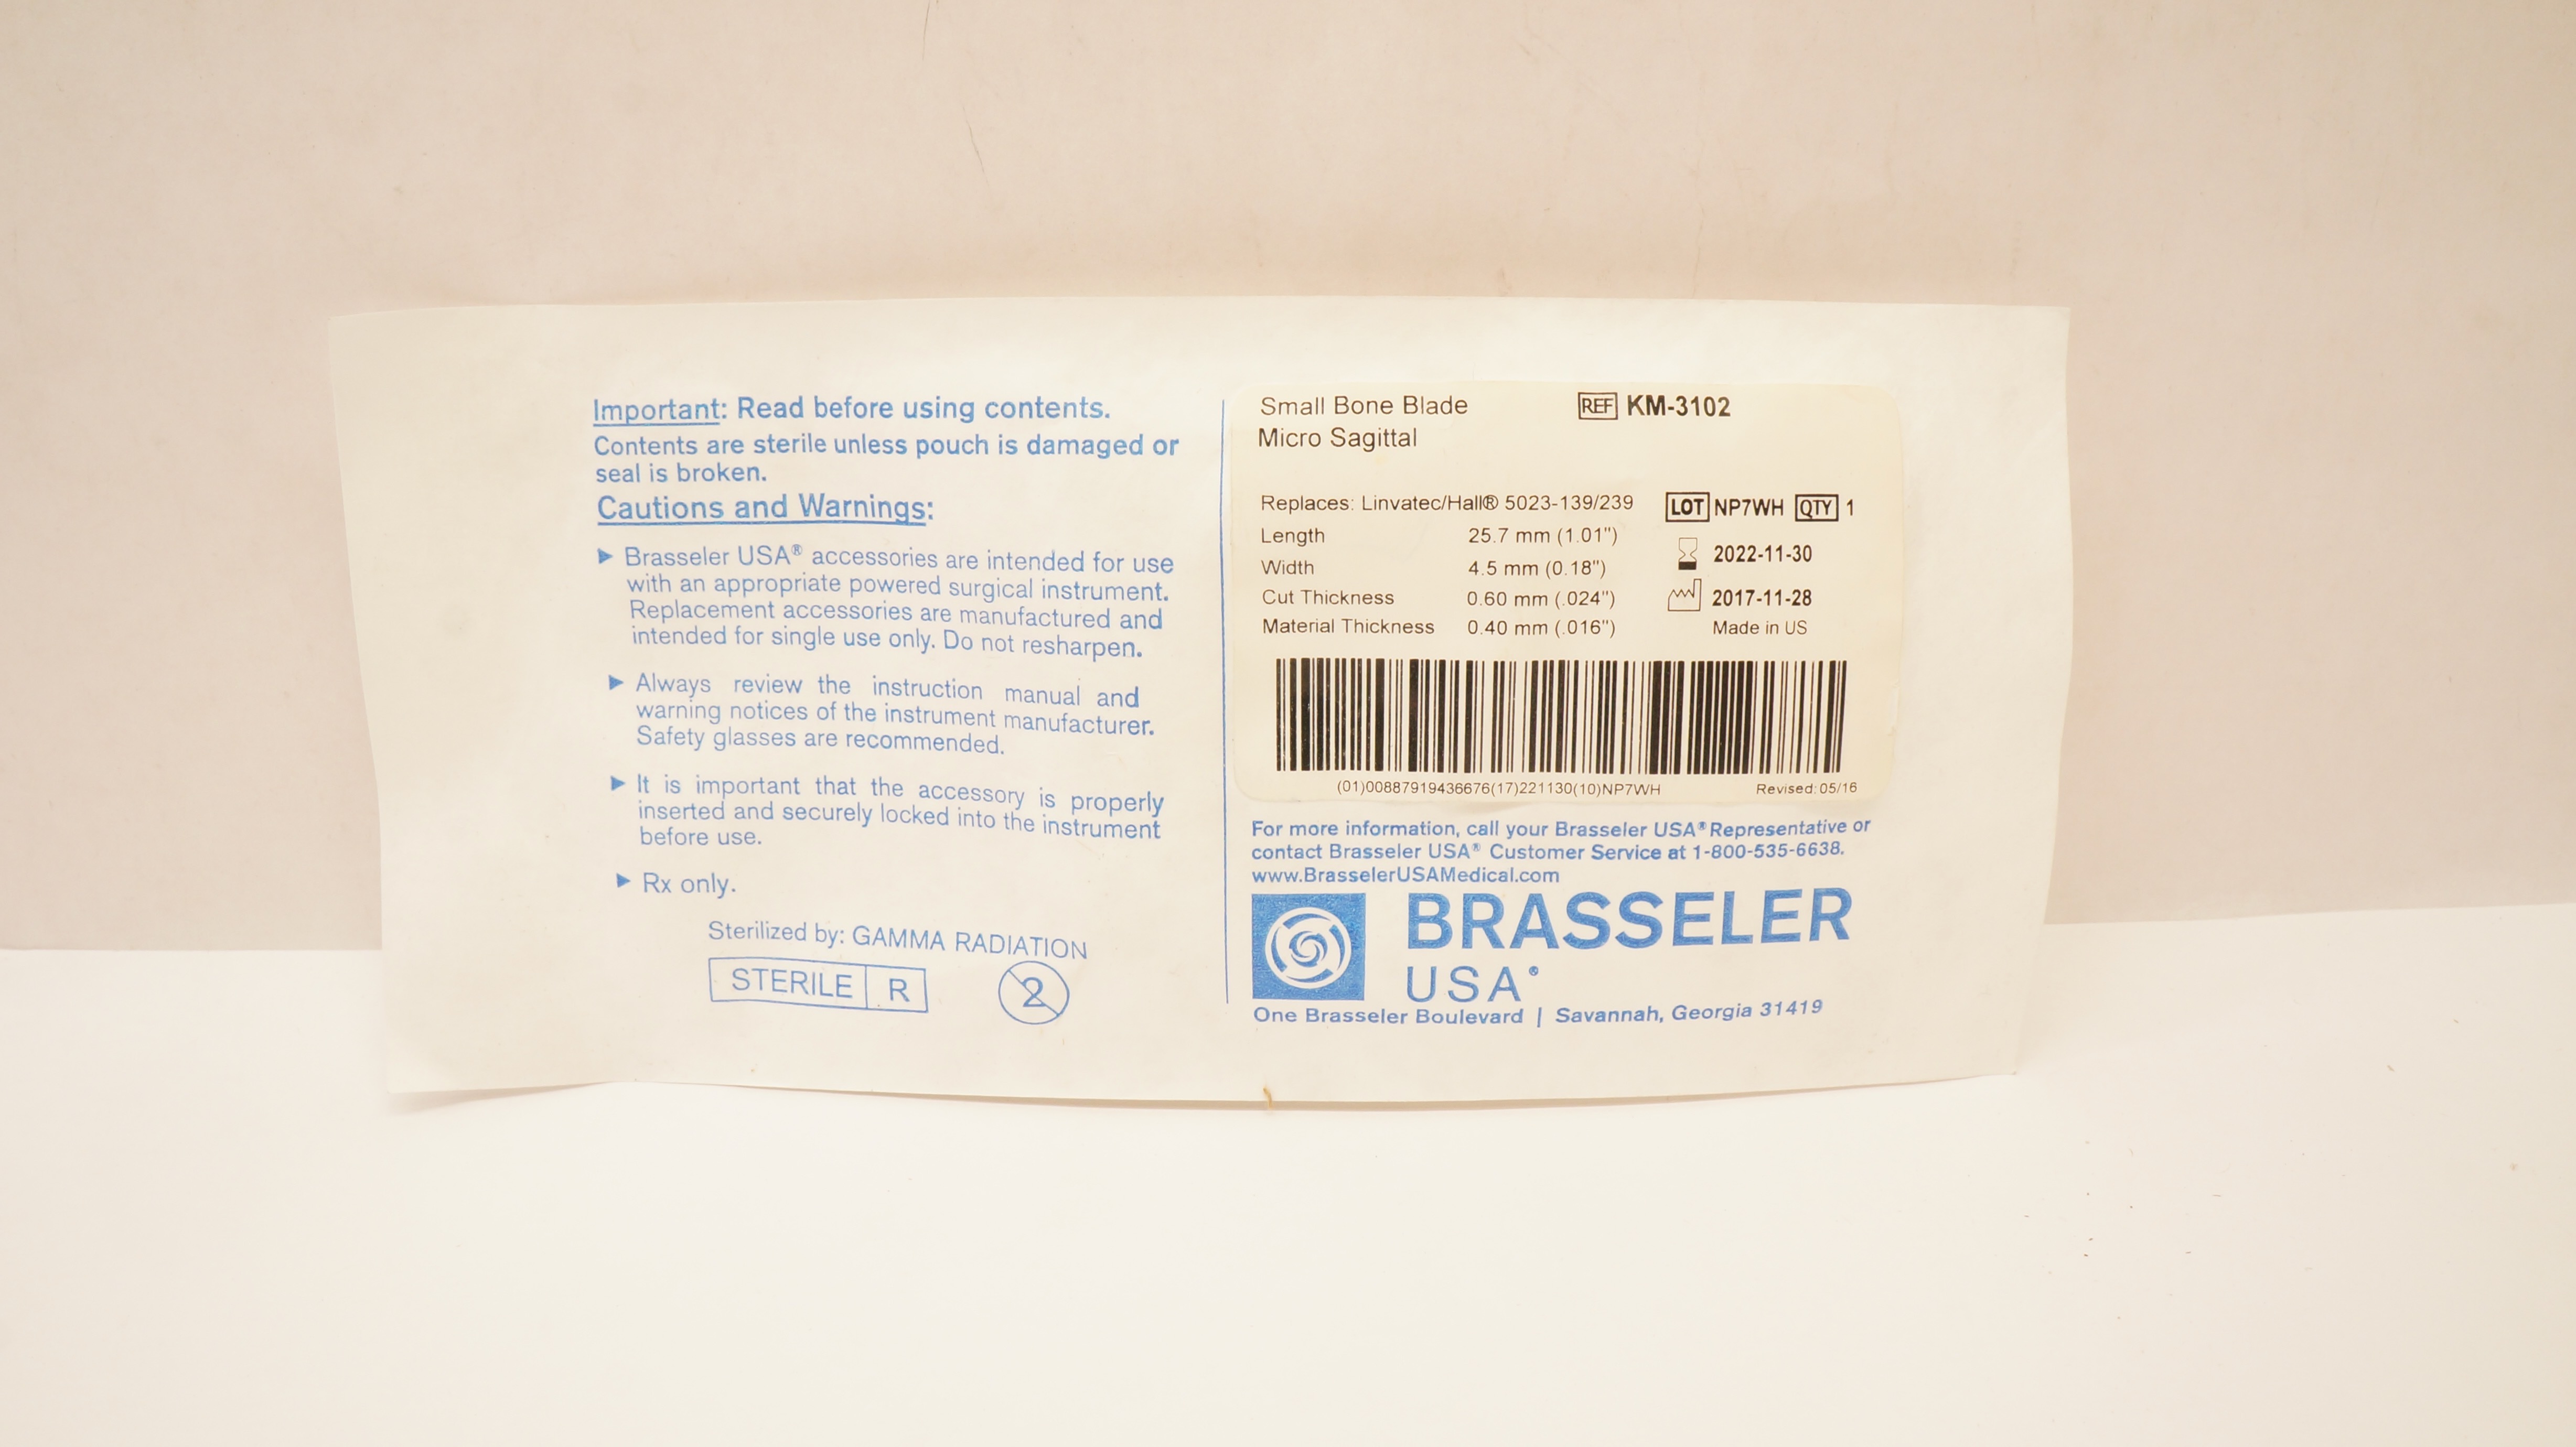 Important: Read before using contents.
Contents are sterile unless pouch is damaged or
seal is broken.
Cautions and Warnings:
▶ Brasseler USA® accessories are intended for use
with an appropriate powered surgical instrument.
Replacement accessories are manufactured and
intended for single use only. Do not resharpen.
▶ Always review the instruction manual and
warning notices of the instrument manufacturer.
Safety glasses are recommended.
▶ It is important that the accessory is properly
inserted and securely locked into the instrument
before use.
▶ Rx only.
Sterilized by: GAMMA RADIATION
STERILE R 2
Small Bone Blade REF KM-3102
Micro Sagittal
Replaces: Linvatec/Hall® 5023-139/239 LOT NP7WH QTY 1
Length 25.7 mm (1.01")
2022-11-30
Width 4.5 mm (0.18")
Cut Thickness 0.60 mm (.024") 2017-11-28
Material Thickness 0.40 mm (.016") Made in US
(01)00887919436676(17)221130(10)NP7WH Revised: 05/16
For more information, call your Brasseler USA® Representative or
contact Brasseler USA® Customer Service at 1-800-535-6638.
www.BrasselerUSAMedical.com
BRASSELER
USA®
One Brasseler Boulevard | Savannah, Georgia 31419